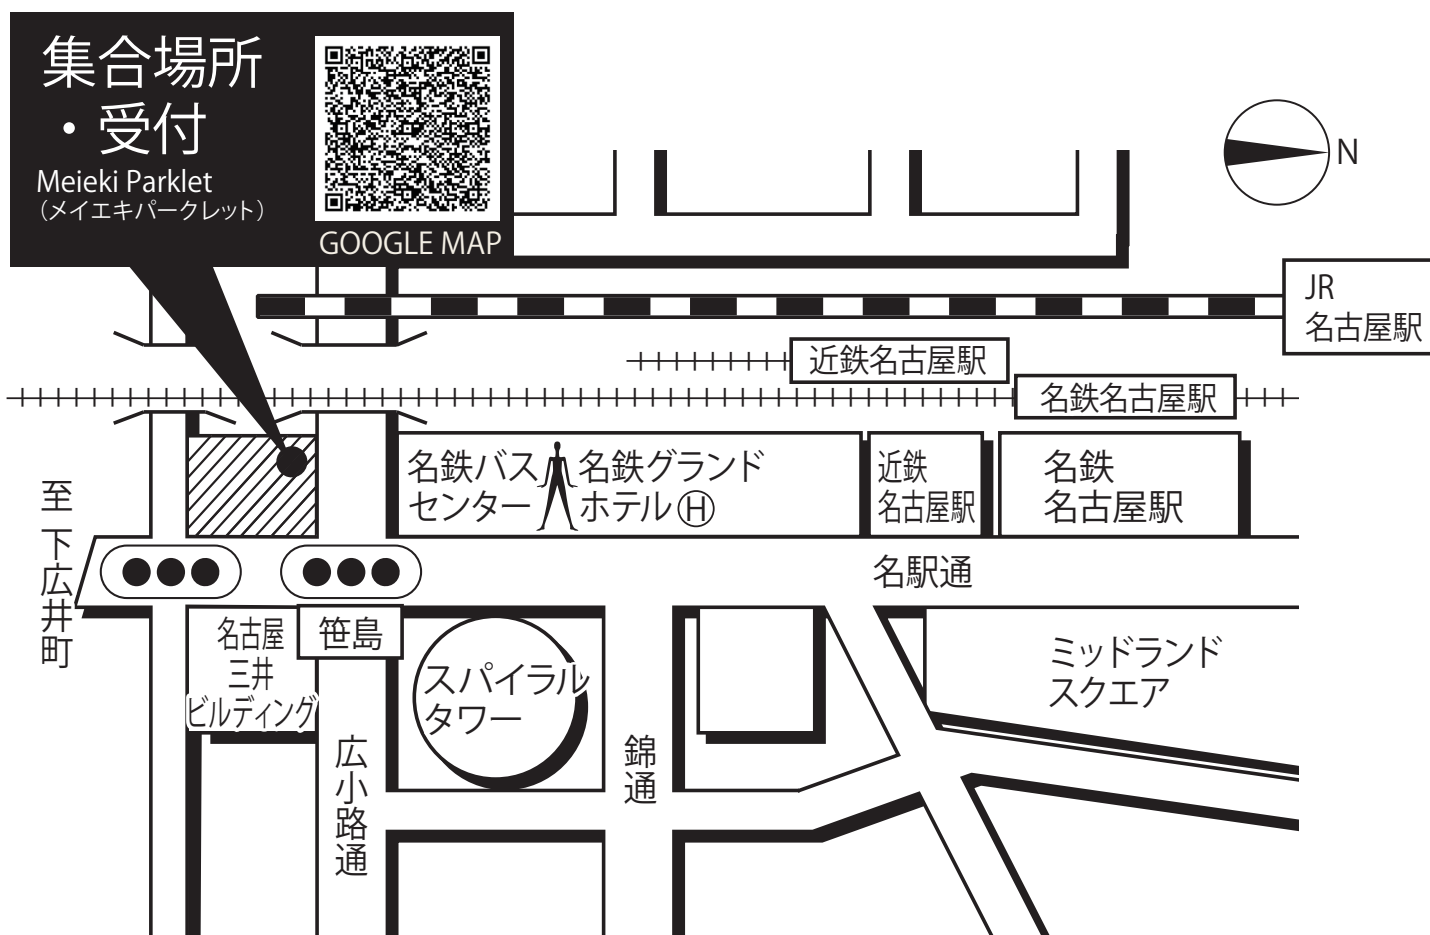 集合場所
・受付
Meieki Parklet
（メイエキパークレット）
GOOGLE MAP
N
JR
名古屋駅
近鉄名古屋駅
名鉄名古屋駅
名鉄バス
センター
名鉄グランド
ホテルⒽ
近鉄
名古屋駅
名鉄
名古屋駅
至 下広井町
名駅通
名古屋
三井
ビルディング
笹島
スパイラル
タワー
ミッドランド
スクエア
広小路通
錦通